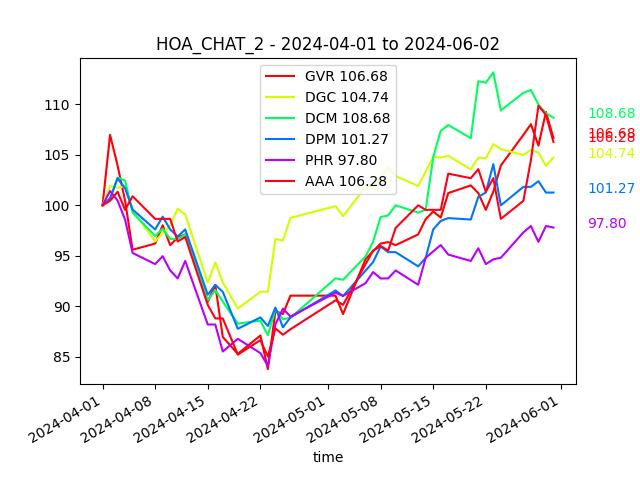 HOA_CHAT_2 - 2024-04-01 to 2024-06-02
GVR 106.68
DGC 104.74
DCM 108.68
DPM 101.27
PHR 97.80
AAA 106.28
110
105
100
95
90
85
108.68
106.68
106.28
104.74
101.27
97.80
2024-04-01
2024-04-08
2024-04-15
2024-04-22
2024-05-01
2024-05-08
2024-05-15
2024-05-22
2024-06-01
time